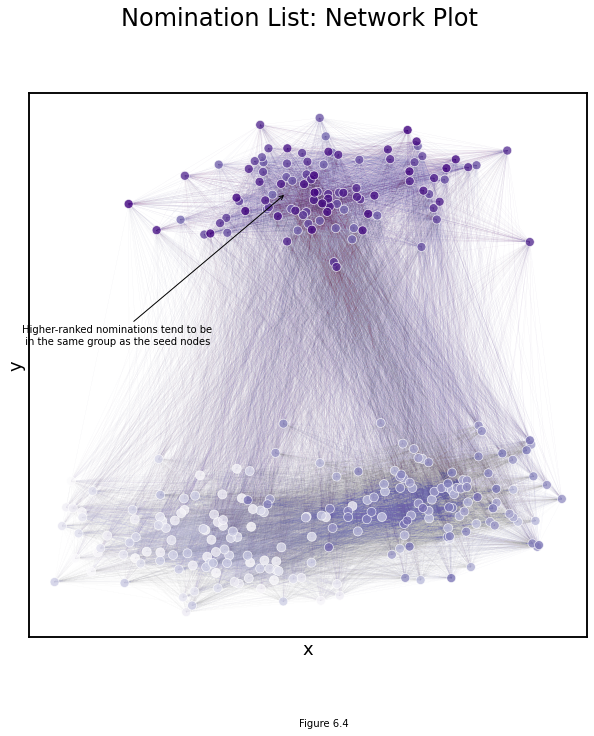 Nomination List: Network Plot
Higher-ranked nominations tend to be
in the same group as the seed nodes
y
x
Figure 6.4